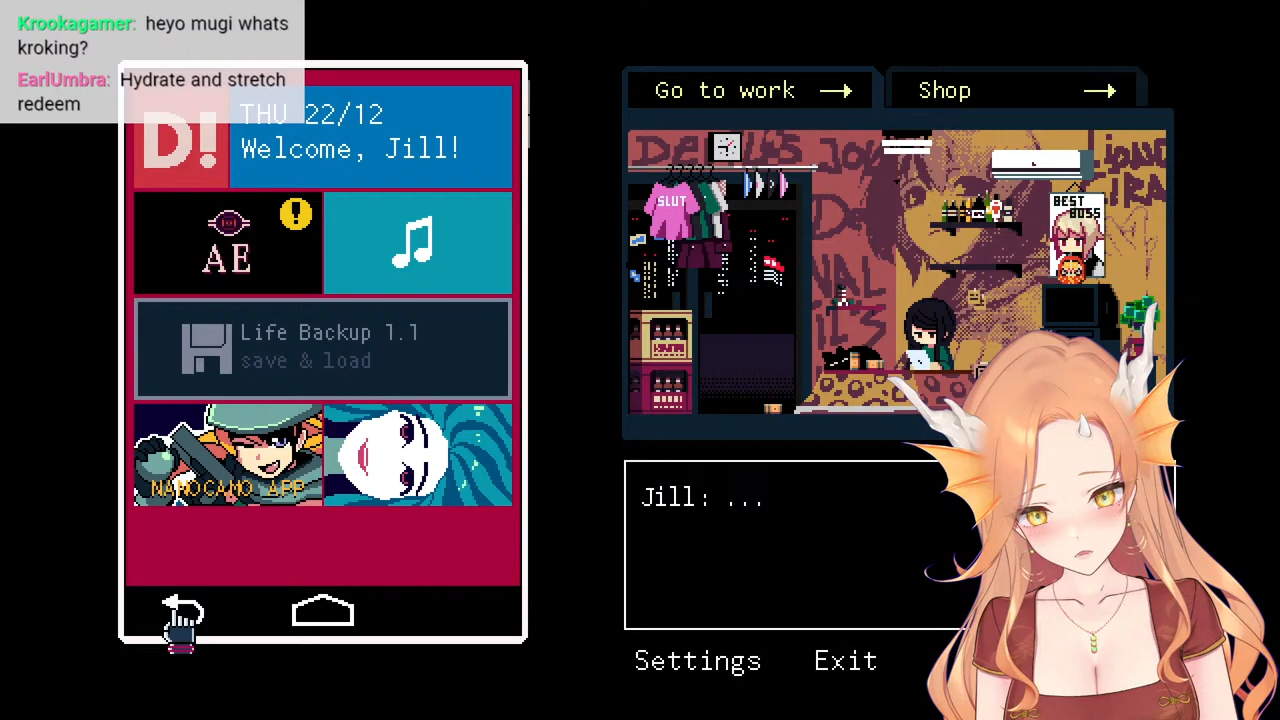 Krookagamer: heyo mugi whats
kroking?
EarlUmbra: Hydrate and stretch
redeem
D!
THU 22/12
Welcome, Jill!
!
AE
Life Backup 1.1
save & load
NANOCAMO APP
Go to work
Shop
SLUT
BEST
BOSS
Jill: ...
Settings
Exit